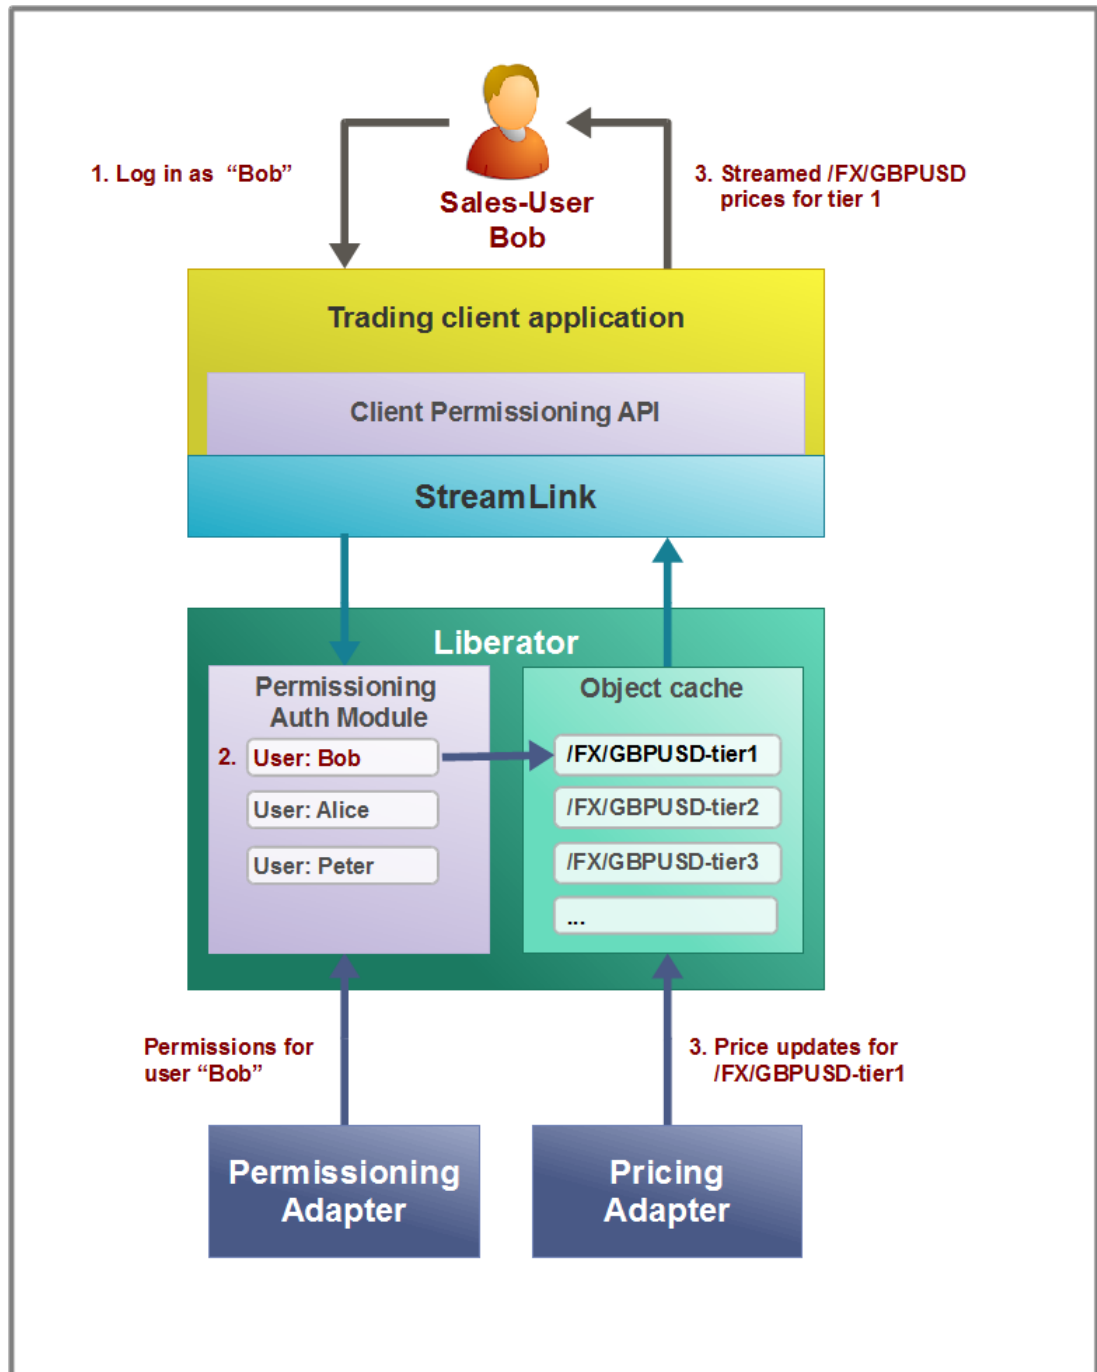 1. Log in as “Bob”
3. Streamed /FX/GBPUSD
prices for tier 1
Sales-User
Bob
Trading client application
Client Permissioning API
StreamLink
Liberator
Permissioning
Auth Module
2.
User: Bob
User: Alice
User: Peter
Object cache
/FX/GBPUSD-tier1
/FX/GBPUSD-tier2
/FX/GBPUSD-tier3
...
Permissions for
user “Bob”
3. Price updates for
/FX/GBPUSD-tier1
Permissioning
Adapter
Pricing
Adapter